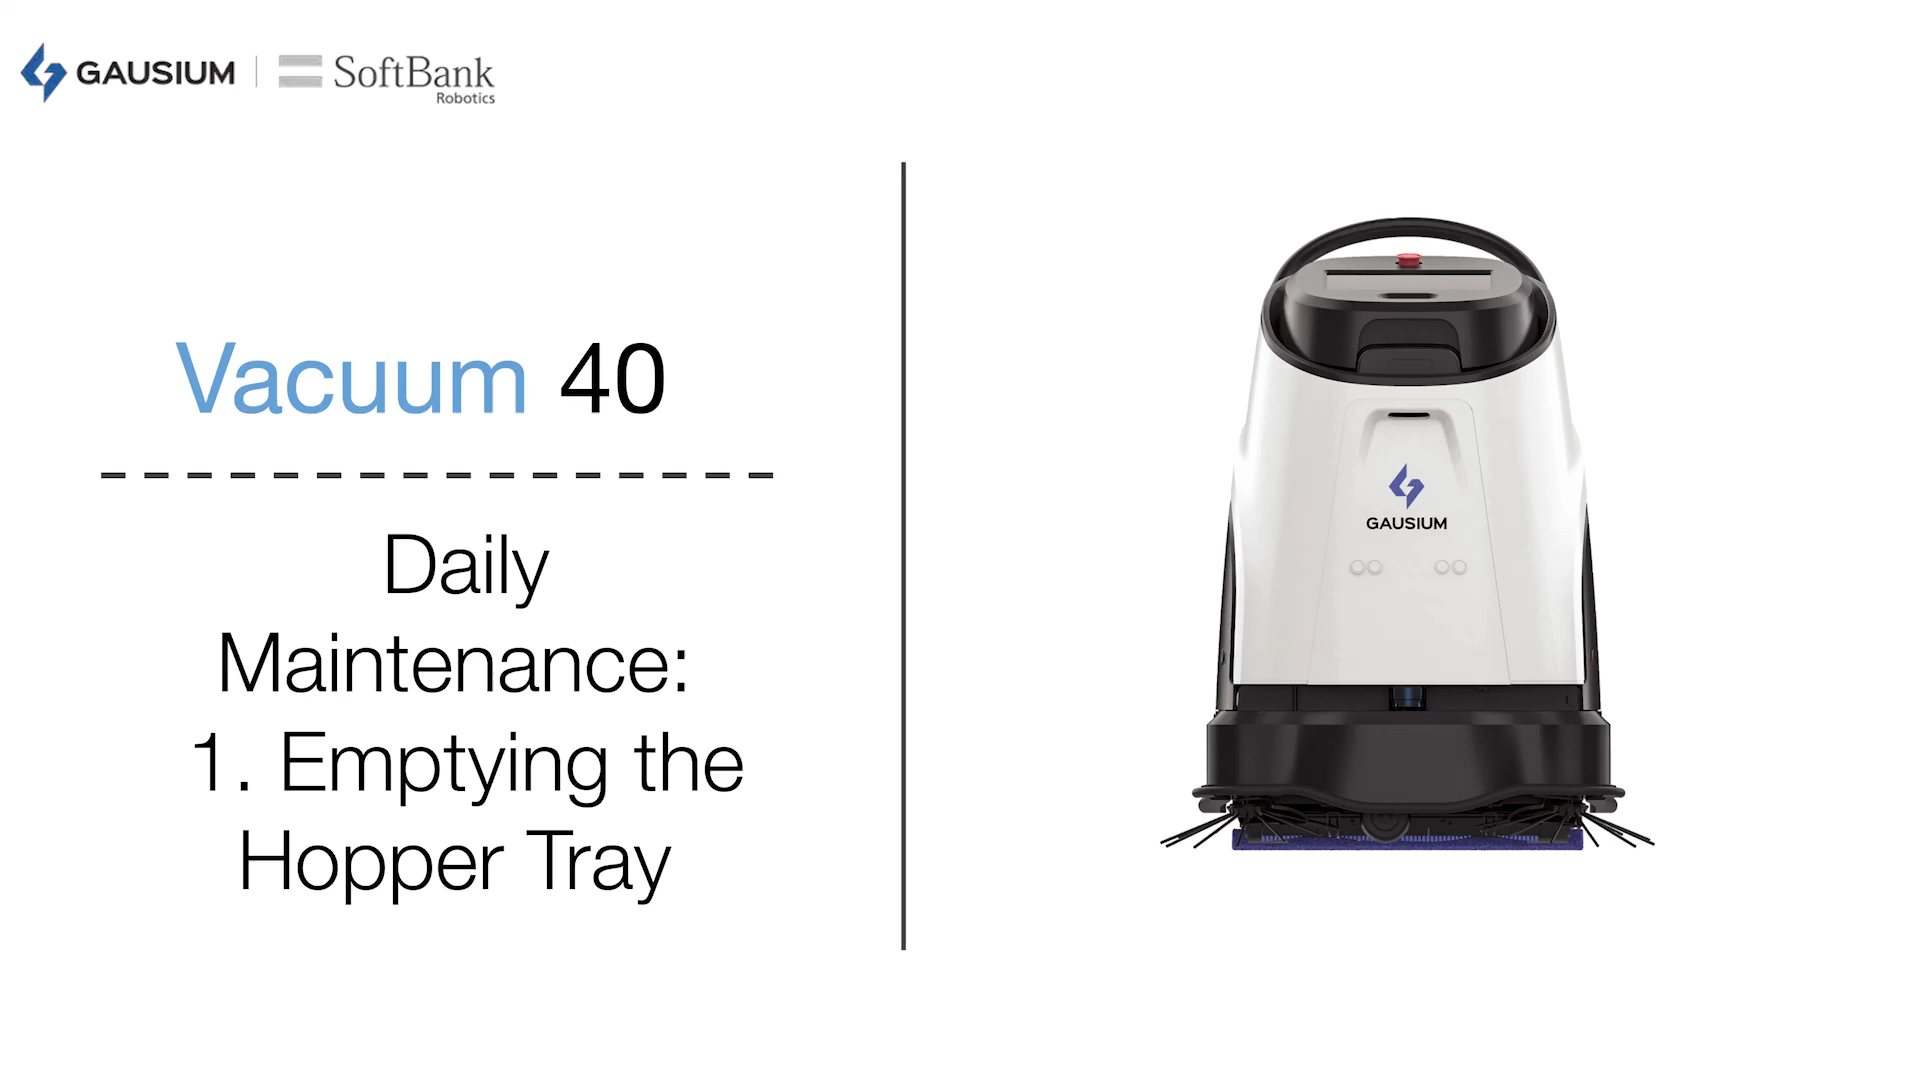 GAUSIUM
SoftBank
Robotics
Vacuum 40
Daily
Maintenance:
1. Emptying the
Hopper Tray
GAUSIUM